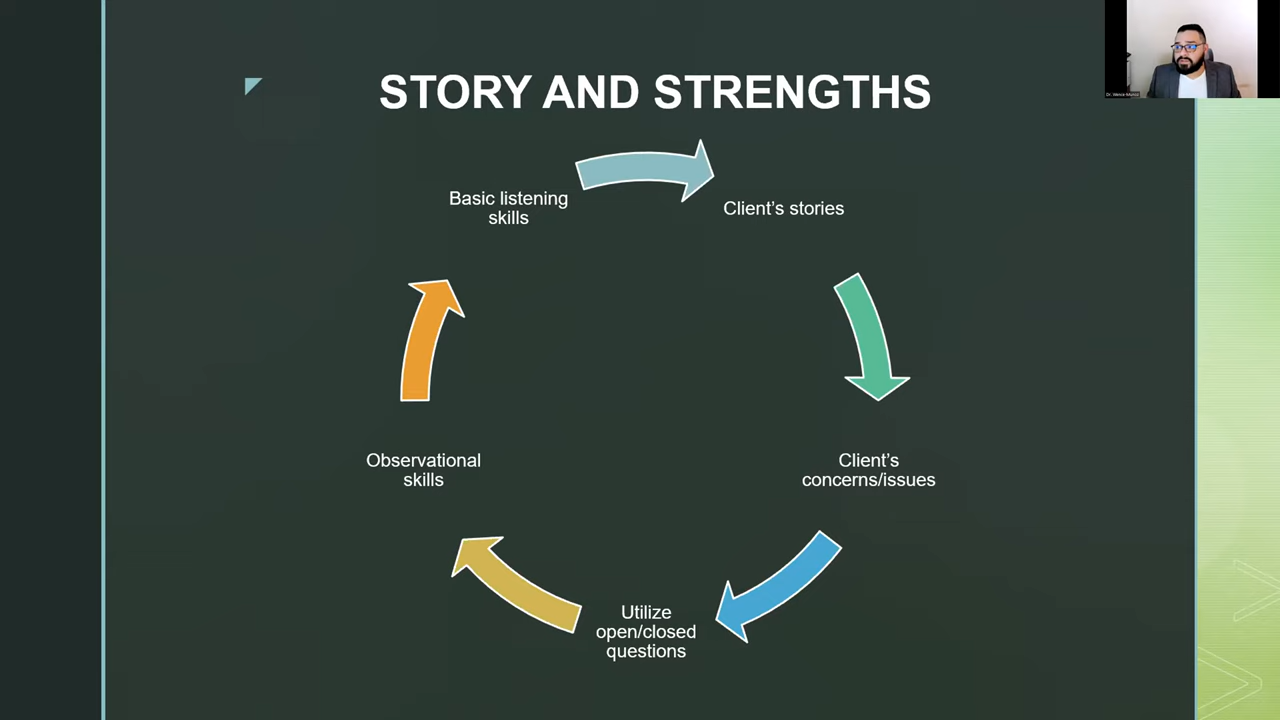 STORY AND STRENGTHS
Basic listening
skills
Client’s stories
Client’s
concerns/issues
Utilize
open/closed
questions
Observational
skills